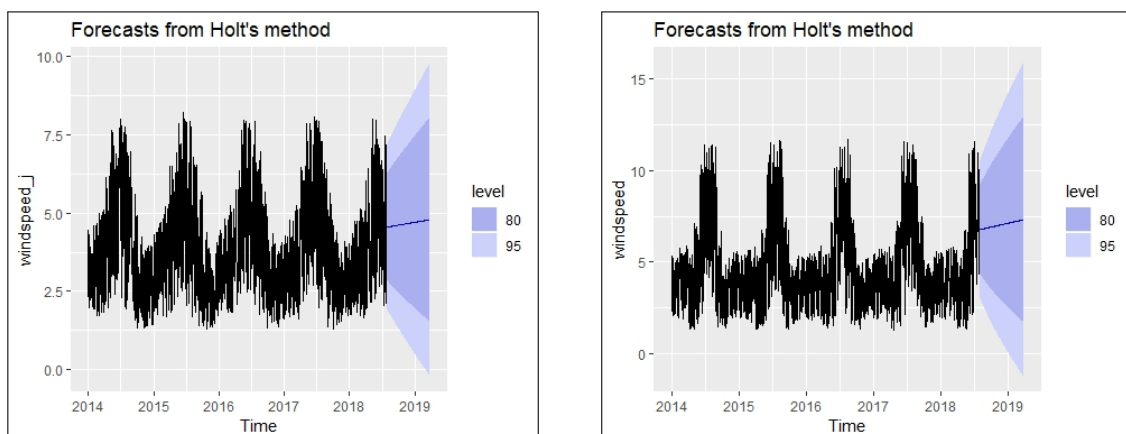 Forecasts from Holt's method
10.0
7.5
5.0
2.5
0.0
windspeed_j
2014 2015 2016 2017 2018 2019
Time
level
80
95
Forecasts from Holt's method
15
10
5
0
windspeed
2014 2015 2016 2017 2018 2019
Time
level
80
95